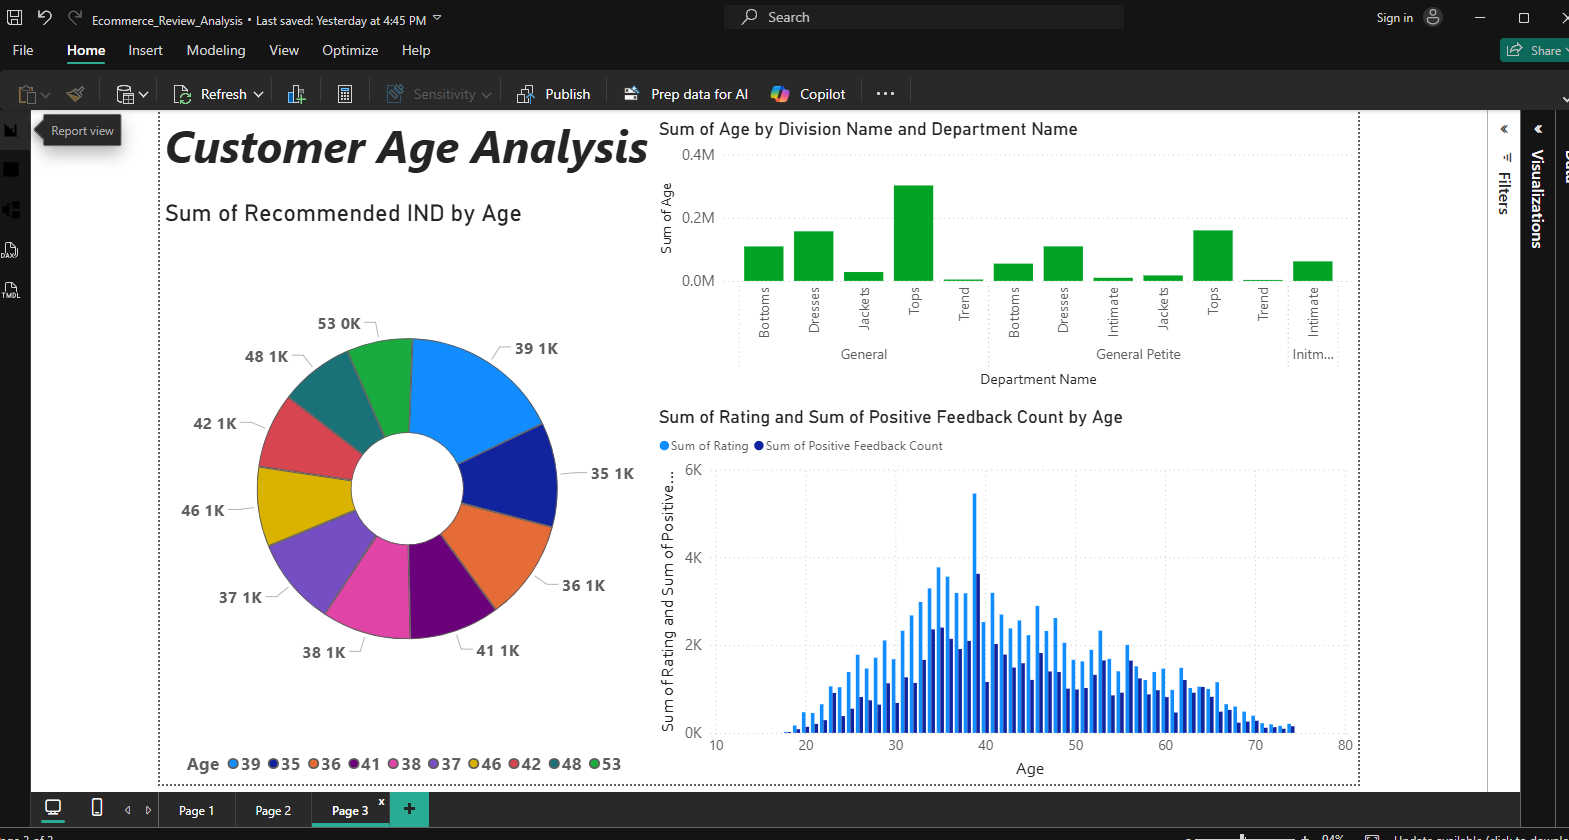 Ecommerce_Review_Analysis • Last saved: Yesterday at 4:45 PM
Search
Sign in
File Home Insert Modeling View Optimize Help
Share
Refresh
Sensitivity
Publish
Prep data for AI
Copilot
Report view
DAX
TMDL
Customer Age Analysis
Sum of Recommended IND by Age
53 0K
39 1K
48 1K
42 1K
35 1K
46 1K
36 1K
37 1K
38 1K
41 1K
Age 39 35 36 41 38 37 46 42 48 53
Sum of Age by Division Name and Department Name
Sum of Age
0.4M
0.2M
0.0M
Bottoms
Dresses
Jackets
Tops
Trend
Bottoms
Dresses
Intimate
Jackets
Tops
Trend
Intimate
General
General Petite
Initm...
Department Name
Sum of Rating and Sum of Positive Feedback Count by Age
Sum of Rating Sum of Positive Feedback Count
Sum of Rating and Sum of Positive...
6K
4K
2K
0K
10 20 30 40 50 60 70 80
Age
Filters
Visualizations
Page 1
Page 2
Page 3